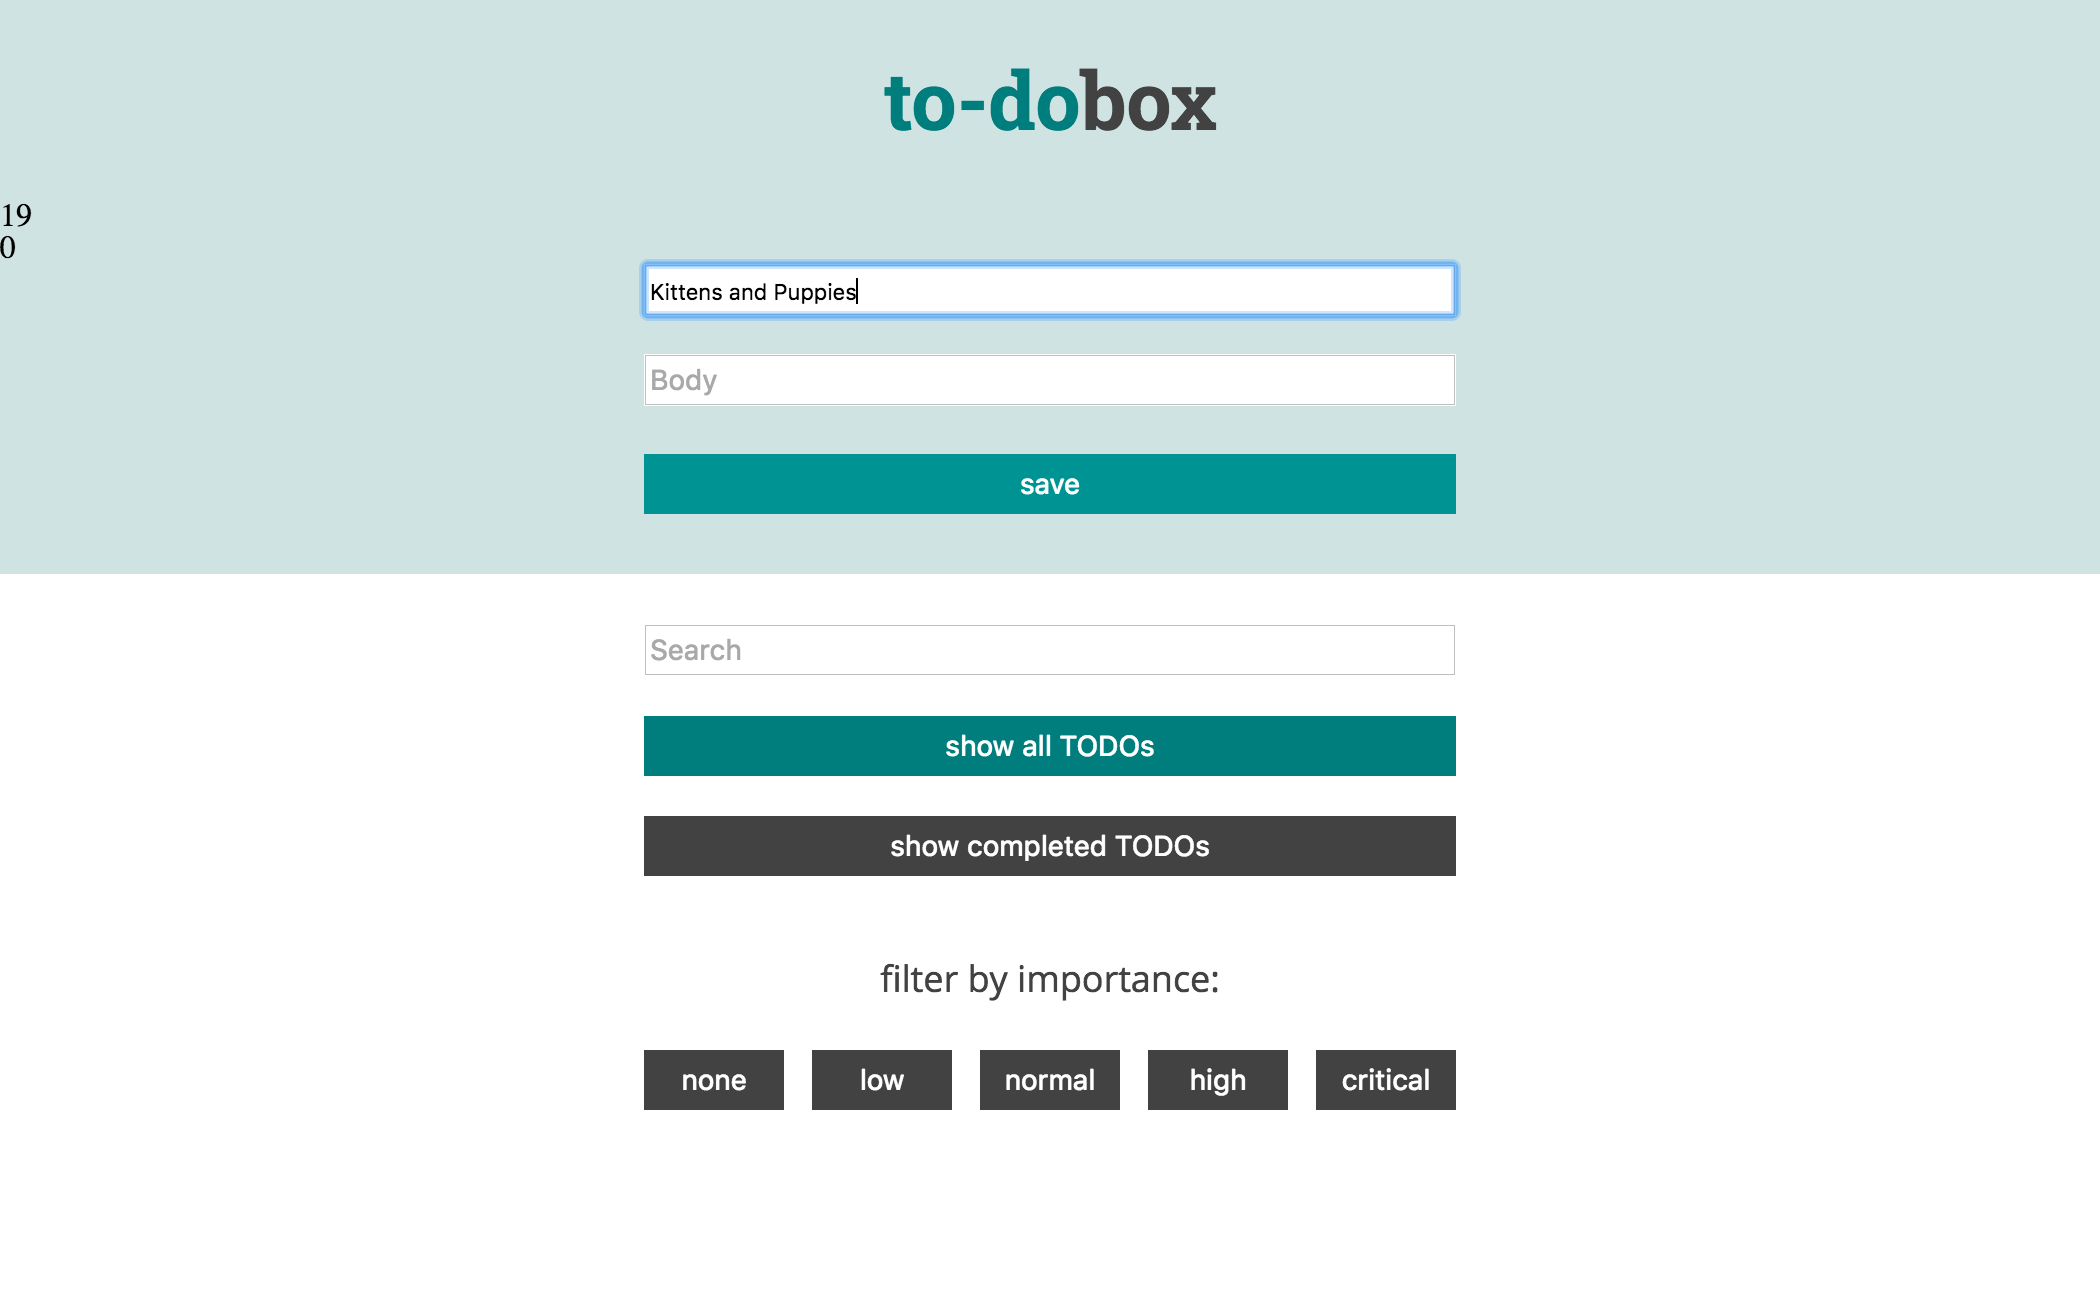 to-dobox
19
0
Kittens and Puppies
Body
save
Search
show all TODOs
show completed TODOs
filter by importance:
none low normal high critical